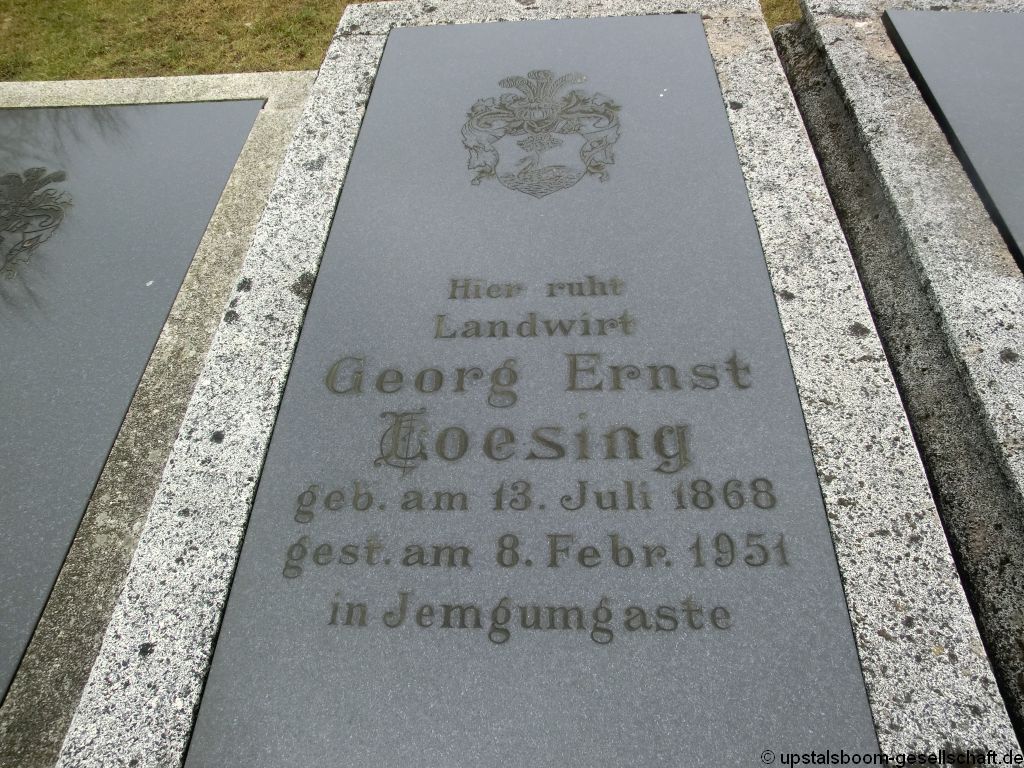 Hier ruht
Landwirt
Georg Ernst
Loesing
geb. am 13. Juli 1868
gest. am 8. Febr. 1951
in Jemgumgaste
© upstalsboom-gesellschaft.de